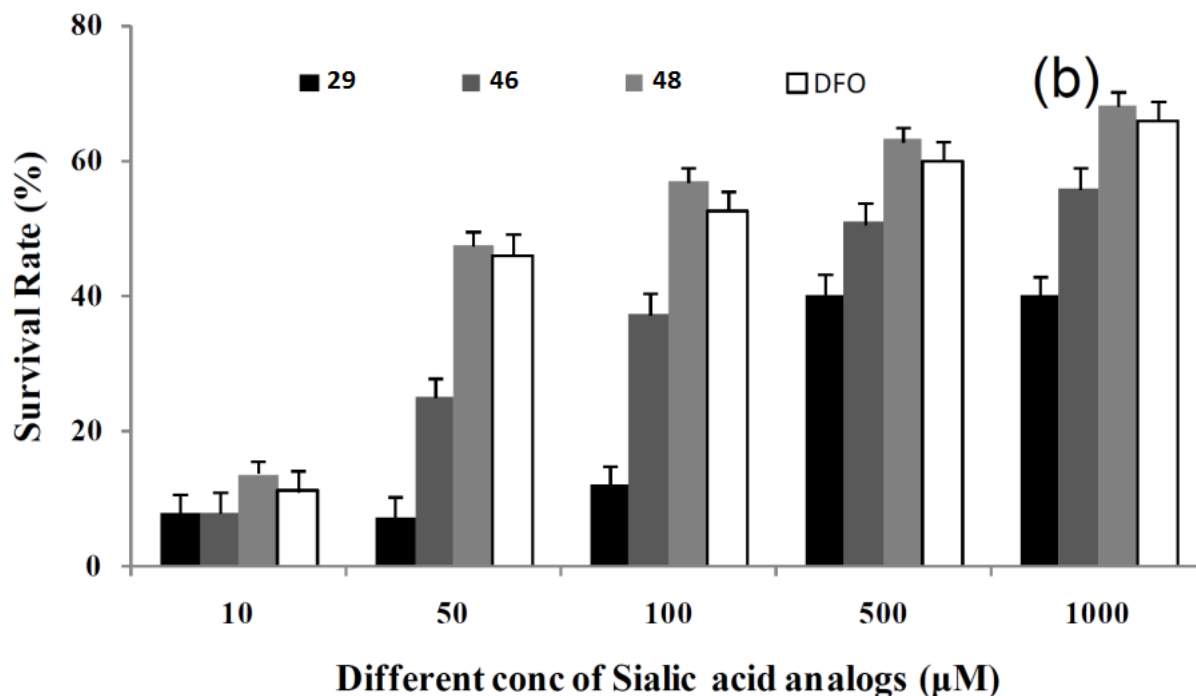 80
29 46 48 DFO
(b)
60
40
20
0
Survival Rate (%)
10 50 100 500 1000
Different conc of Sialic acid analogs (µM)